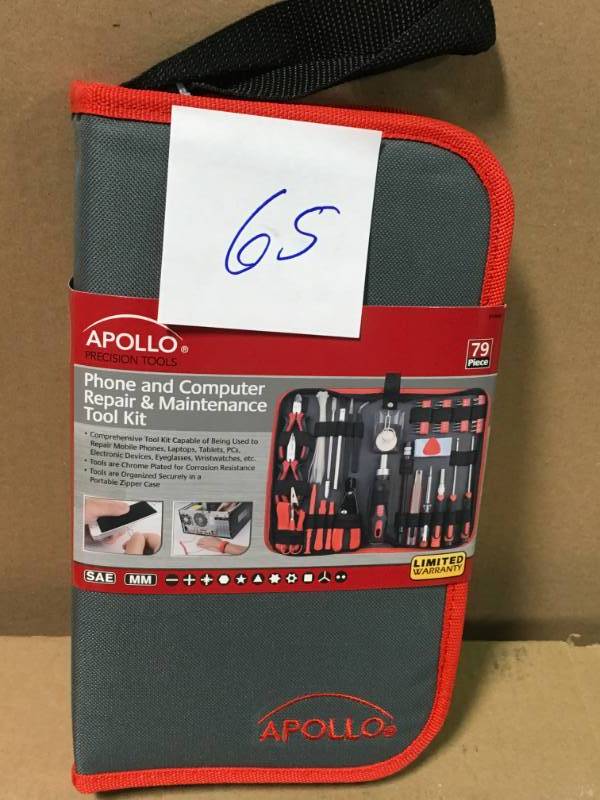 65
APOLLO®
PRECISION TOOLS
79
Piece
Phone and Computer
Repair & Maintenance
Tool Kit
• Comprehensive Tool Kit Capable of Being Used to
Repair Mobile Phones, Laptops, Tablets, PCs,
Electronic Devices, Eyeglasses, Wristwatches, etc.
• Tools are Chrome Plated for Corrosion Resistance
• Tools are Organized Securely in a
Portable Zipper Case
LIMITED
WARRANTY
SAE MM
APOLLO®